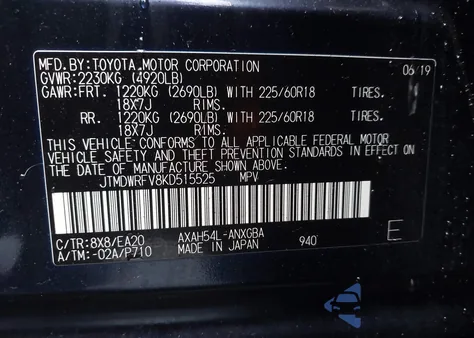 MFD.BY:TOYOTA MOTOR CORPORATION 06/19
GVWR:2230KG (4920LB)
GAWR:FRT. 1220KG (2690LB) WITH 225/60R18 TIRES.
18X7J RIMS.
RR. 1220KG (2690LB) WITH 225/60R18 TIRES.
18X7J RIMS.
THIS VEHICLE CONFORMS TO ALL APPLICABLE FEDERAL MOTOR
VEHICLE SAFETY AND THEFT PREVENTION STANDARDS IN EFFECT ON
THE DATE OF MANUFACTURE SHOWN ABOVE.
JTMDWRFV8KD515525 MPV
C/TR:8X8/EA20 AXAH54L-ANXGBA E
A/TM:-02A/P710 MADE IN JAPAN 940